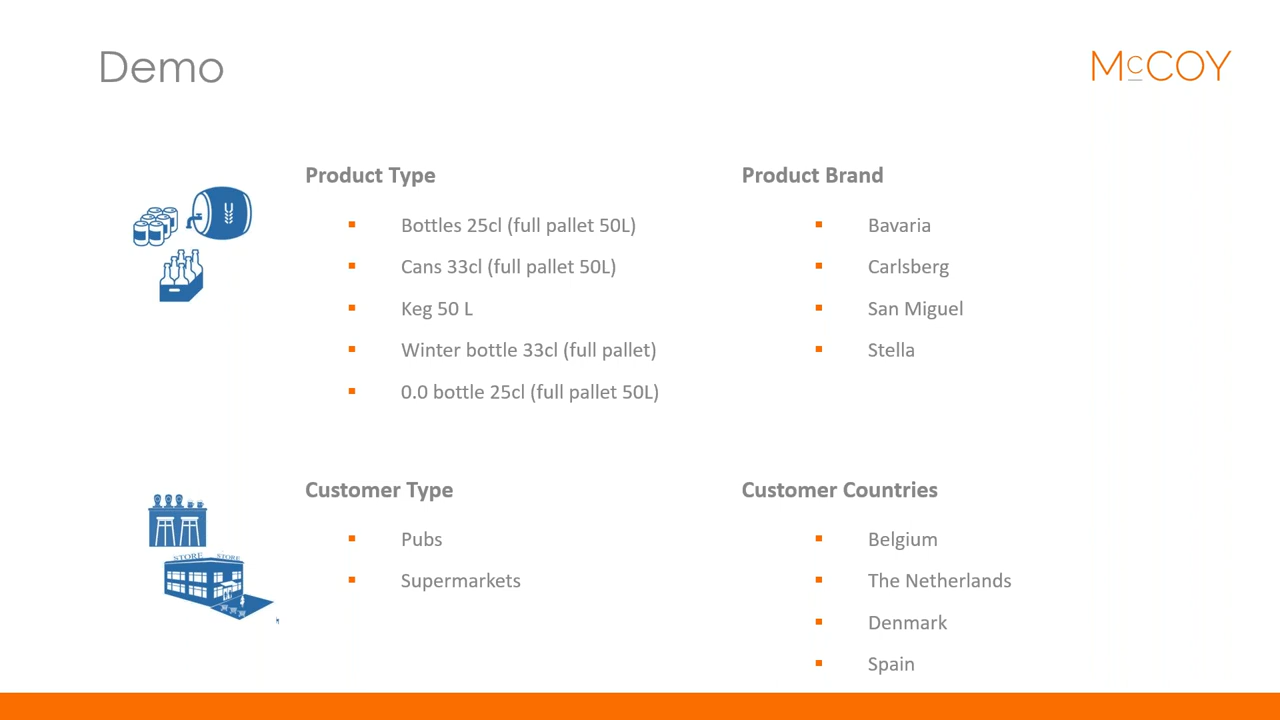 Demo
McCOY
Product Type
Bottles 25cl (full pallet 50L)
Cans 33cl (full pallet 50L)
Keg 50 L
Winter bottle 33cl (full pallet)
0.0 bottle 25cl (full pallet 50L)
Product Brand
Bavaria
Carlsberg
San Miguel
Stella
Customer Type
Pubs
Supermarkets
STORE STORE
Customer Countries
Belgium
The Netherlands
Denmark
Spain